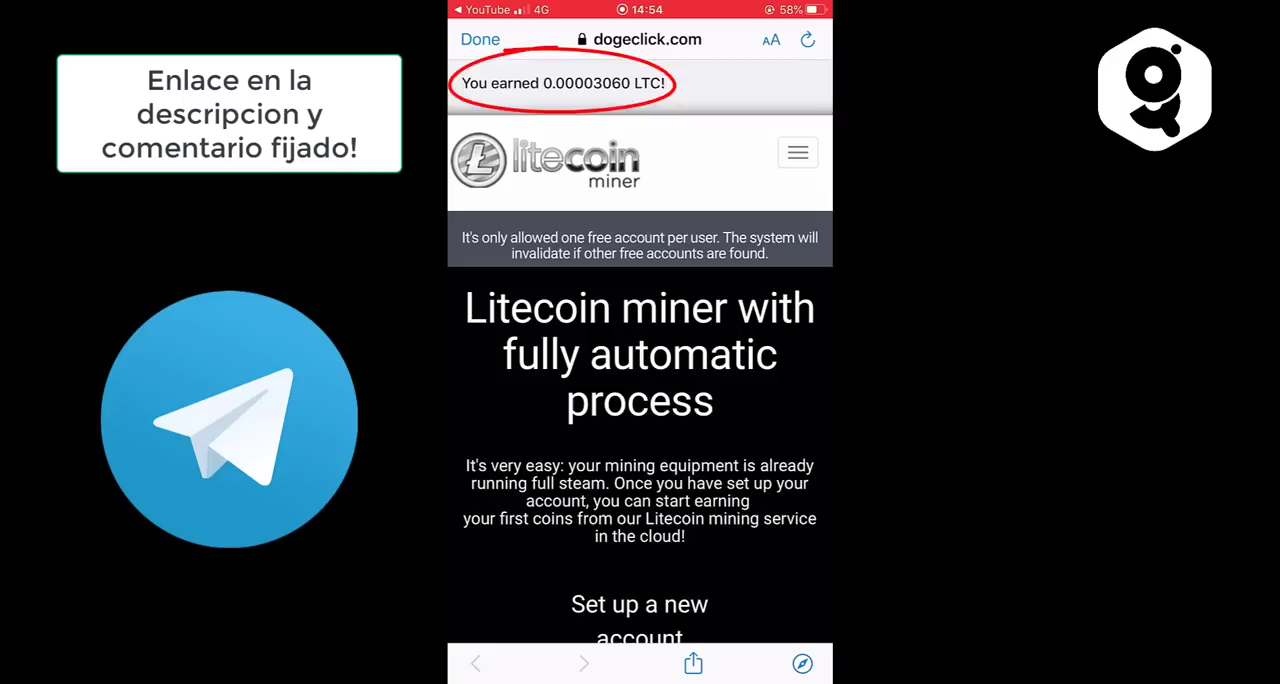 Enlace en la
descripcion y
comentario fijado!
YouTube 4G
14:54
58%
Done
dogeclick.com
AA
You earned 0.00003060 LTC!
litecoin
miner
It's only allowed one free account per user. The system will
invalidate if other free accounts are found.
Litecoin miner with
fully automatic
process
It's very easy: your mining equipment is already
running full steam. Once you have set up your
account, you can start earning
your first coins from our Litecoin mining service
in the cloud!
Set up a new
account